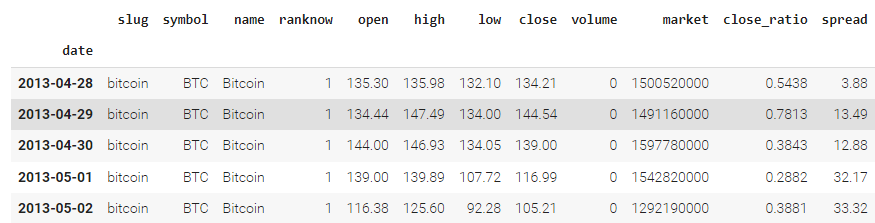 slug symbol name ranknow open high low close volume market close_ratio spread
date
2013-04-28 bitcoin BTC Bitcoin 1 135.30 135.98 132.10 134.21 0 1500520000 0.5438 3.88
2013-04-29 bitcoin BTC Bitcoin 1 134.44 147.49 134.00 144.54 0 1491160000 0.7813 13.49
2013-04-30 bitcoin BTC Bitcoin 1 144.00 146.93 134.05 139.00 0 1597780000 0.3843 12.88
2013-05-01 bitcoin BTC Bitcoin 1 139.00 139.89 107.72 116.99 0 1542820000 0.2882 32.17
2013-05-02 bitcoin BTC Bitcoin 1 116.38 125.60 92.28 105.21 0 1292190000 0.3881 33.32